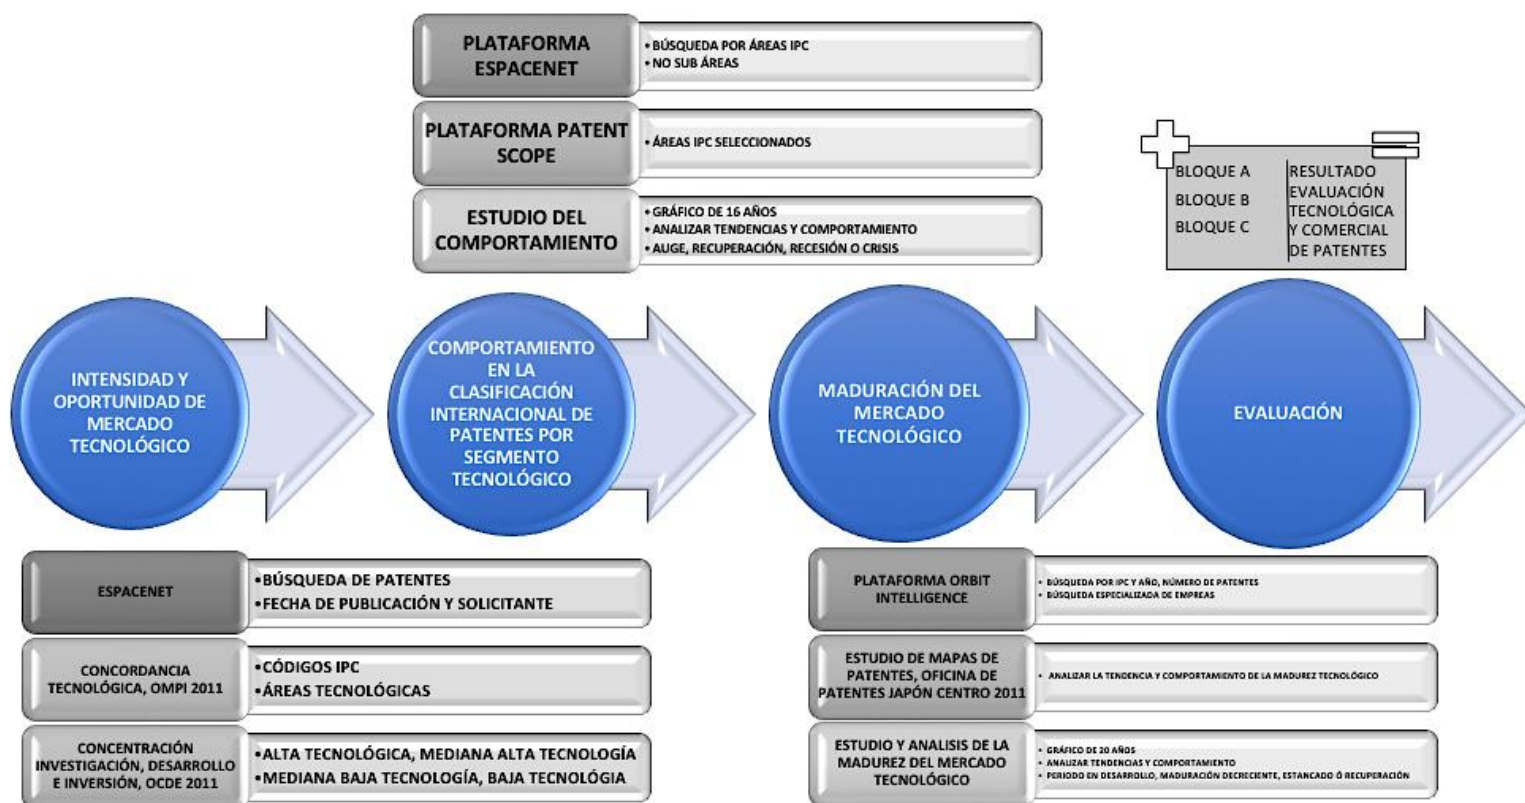 PLATAFORMA
ESPACENET
• BÚSQUEDA POR ÁREAS IPC
• NO SUB ÁREAS
PLATAFORMA PATENT
SCOPE
• ÁREAS IPC SELECCIONADOS
ESTUDIO DEL
COMPORTAMIENTO
• GRÁFICO DE 16 AÑOS
• ANALIZAR TENDENCIAS Y COMPORTAMIENTO
• AUGE, RECUPERACIÓN, RECESIÓN O CRISIS
BLOQUE A
BLOQUE B
BLOQUE C
RESULTADO
EVALUACIÓN
TECNOLÓGICA
Y COMERCIAL
DE PATENTES
INTENSIDAD Y
OPORTUNIDAD DE
MERCADO
TECNOLÓGICO
COMPORTAMIENTO
EN LA
CLASIFICACIÓN
INTERNACIONAL DE
PATENTES POR
SEGMENTO
TECNOLÓGICO
MADURACIÓN DEL
MERCADO
TECNOLÓGICO
EVALUACIÓN
ESPACENET
•BÚSQUEDA DE PATENTES
•FECHA DE PUBLICACIÓN Y SOLICITANTE
CONCORDANCIA
TECNOLÓGICA, OMPI 2011
•CÓDIGOS IPC
•ÁREAS TECNOLÓGICAS
CONCENTRACIÓN
INVESTIGACIÓN, DESARROLLO
E INVERSIÓN, OCDE 2011
•ALTA TECNOLÓGICA, MEDIANA ALTA TECNOLOGÍA
•MEDIANA BAJA TECNOLOGÍA, BAJA TECNOLÓGIA
PLATAFORMA ORBIT
INTELLIGENCE
• BÚSQUEDA POR IPC Y AÑO, NÚMERO DE PATENTES
• BÚSQUEDA ESPECIALIZADA DE EMPREAS
ESTUDIO DE MAPAS DE
PATENTES, OFICINA DE
PATENTES JAPÓN CENTRO 2011
• ANALIZAR LA TENDENCIA Y COMPORTAMIENTO DE LA MADUREZ TECNOLÓGICO
ESTUDIO Y ANALISIS DE LA
MADUREZ DEL MERCADO
TECNOLÓGICO
• GRÁFICO DE 20 AÑOS
• ANALIZAR TENDENCIAS Y COMPORTAMIENTO
• PERIODO EN DESARROLLO, MADURACIÓN DECRECIENTE, ESTANCADO Ó RECUPERACIÓN